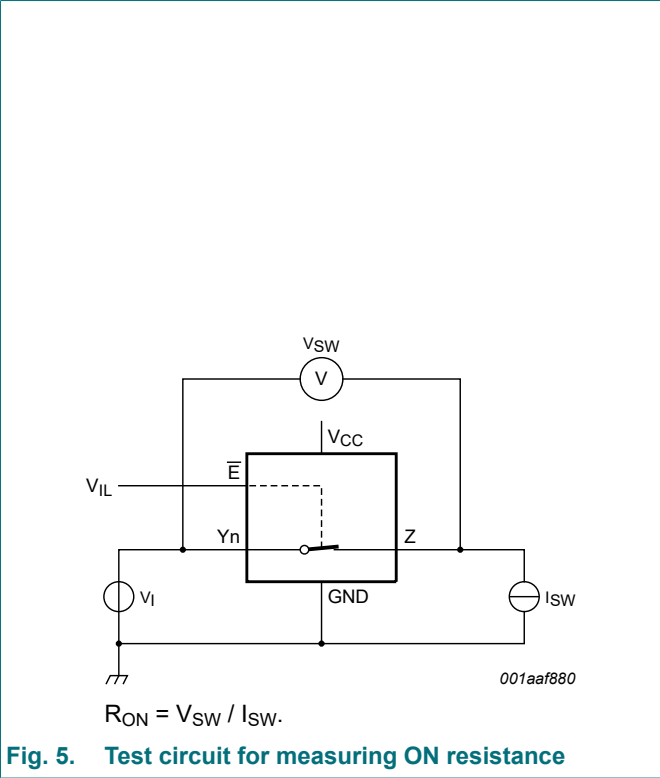 VSW
V
VCC
E
VIL
Yn
Z
VI
GND
ISW
001aaf880
RON = VSW / ISW.
Fig. 5. Test circuit for measuring ON resistance